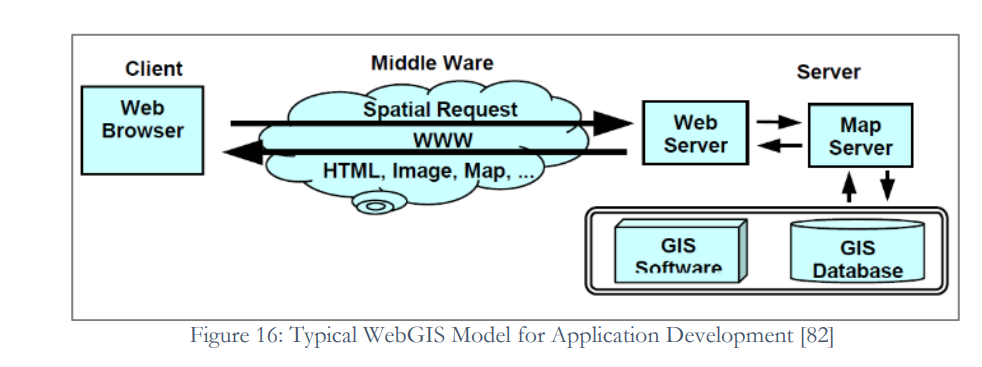 Client
Middle Ware
Server
Web
Browser
Spatial Request
WWW
HTML, Image, Map, ...
Web
Server
Map
Server
GIS
Software
GIS
Database
Figure 16: Typical WebGIS Model for Application Development [82]